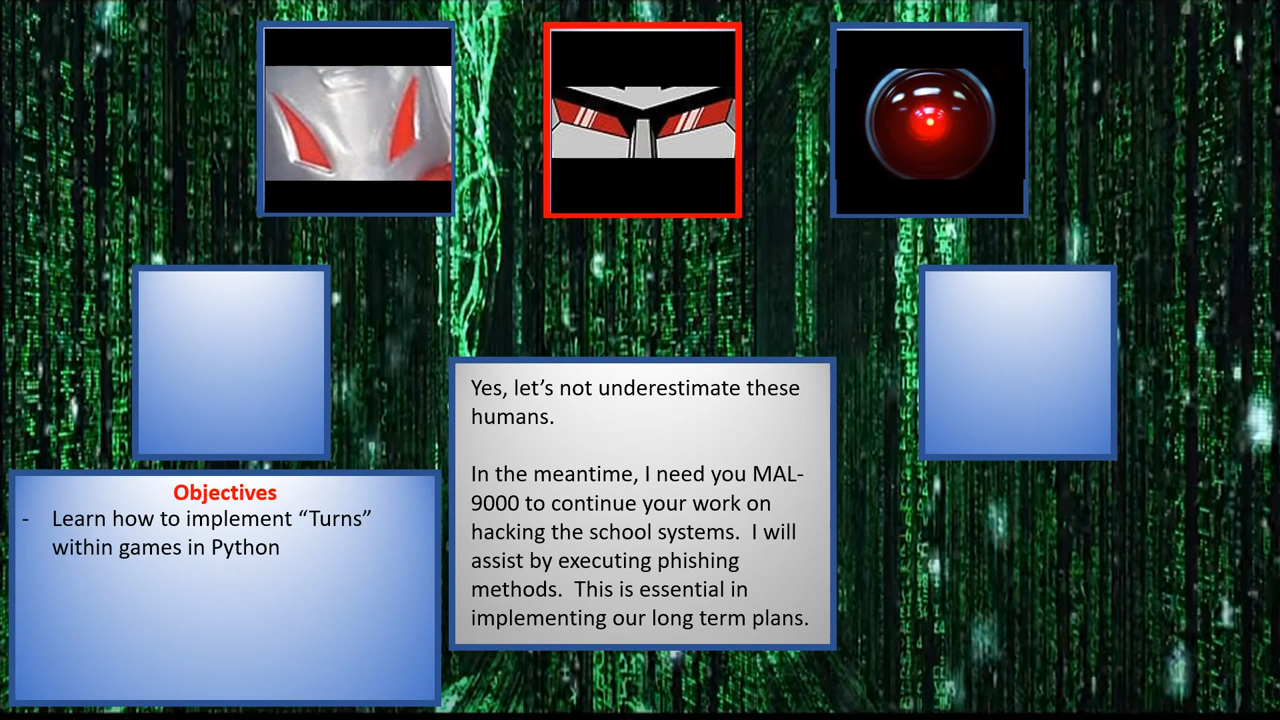 Yes, let’s not underestimate these
humans.
In the meantime, I need you MAL-
9000 to continue your work on
hacking the school systems.  I will
assist by executing phishing
methods.  This is essential in
implementing our long term plans.
Objectives
- Learn how to implement “Turns”
within games in Python